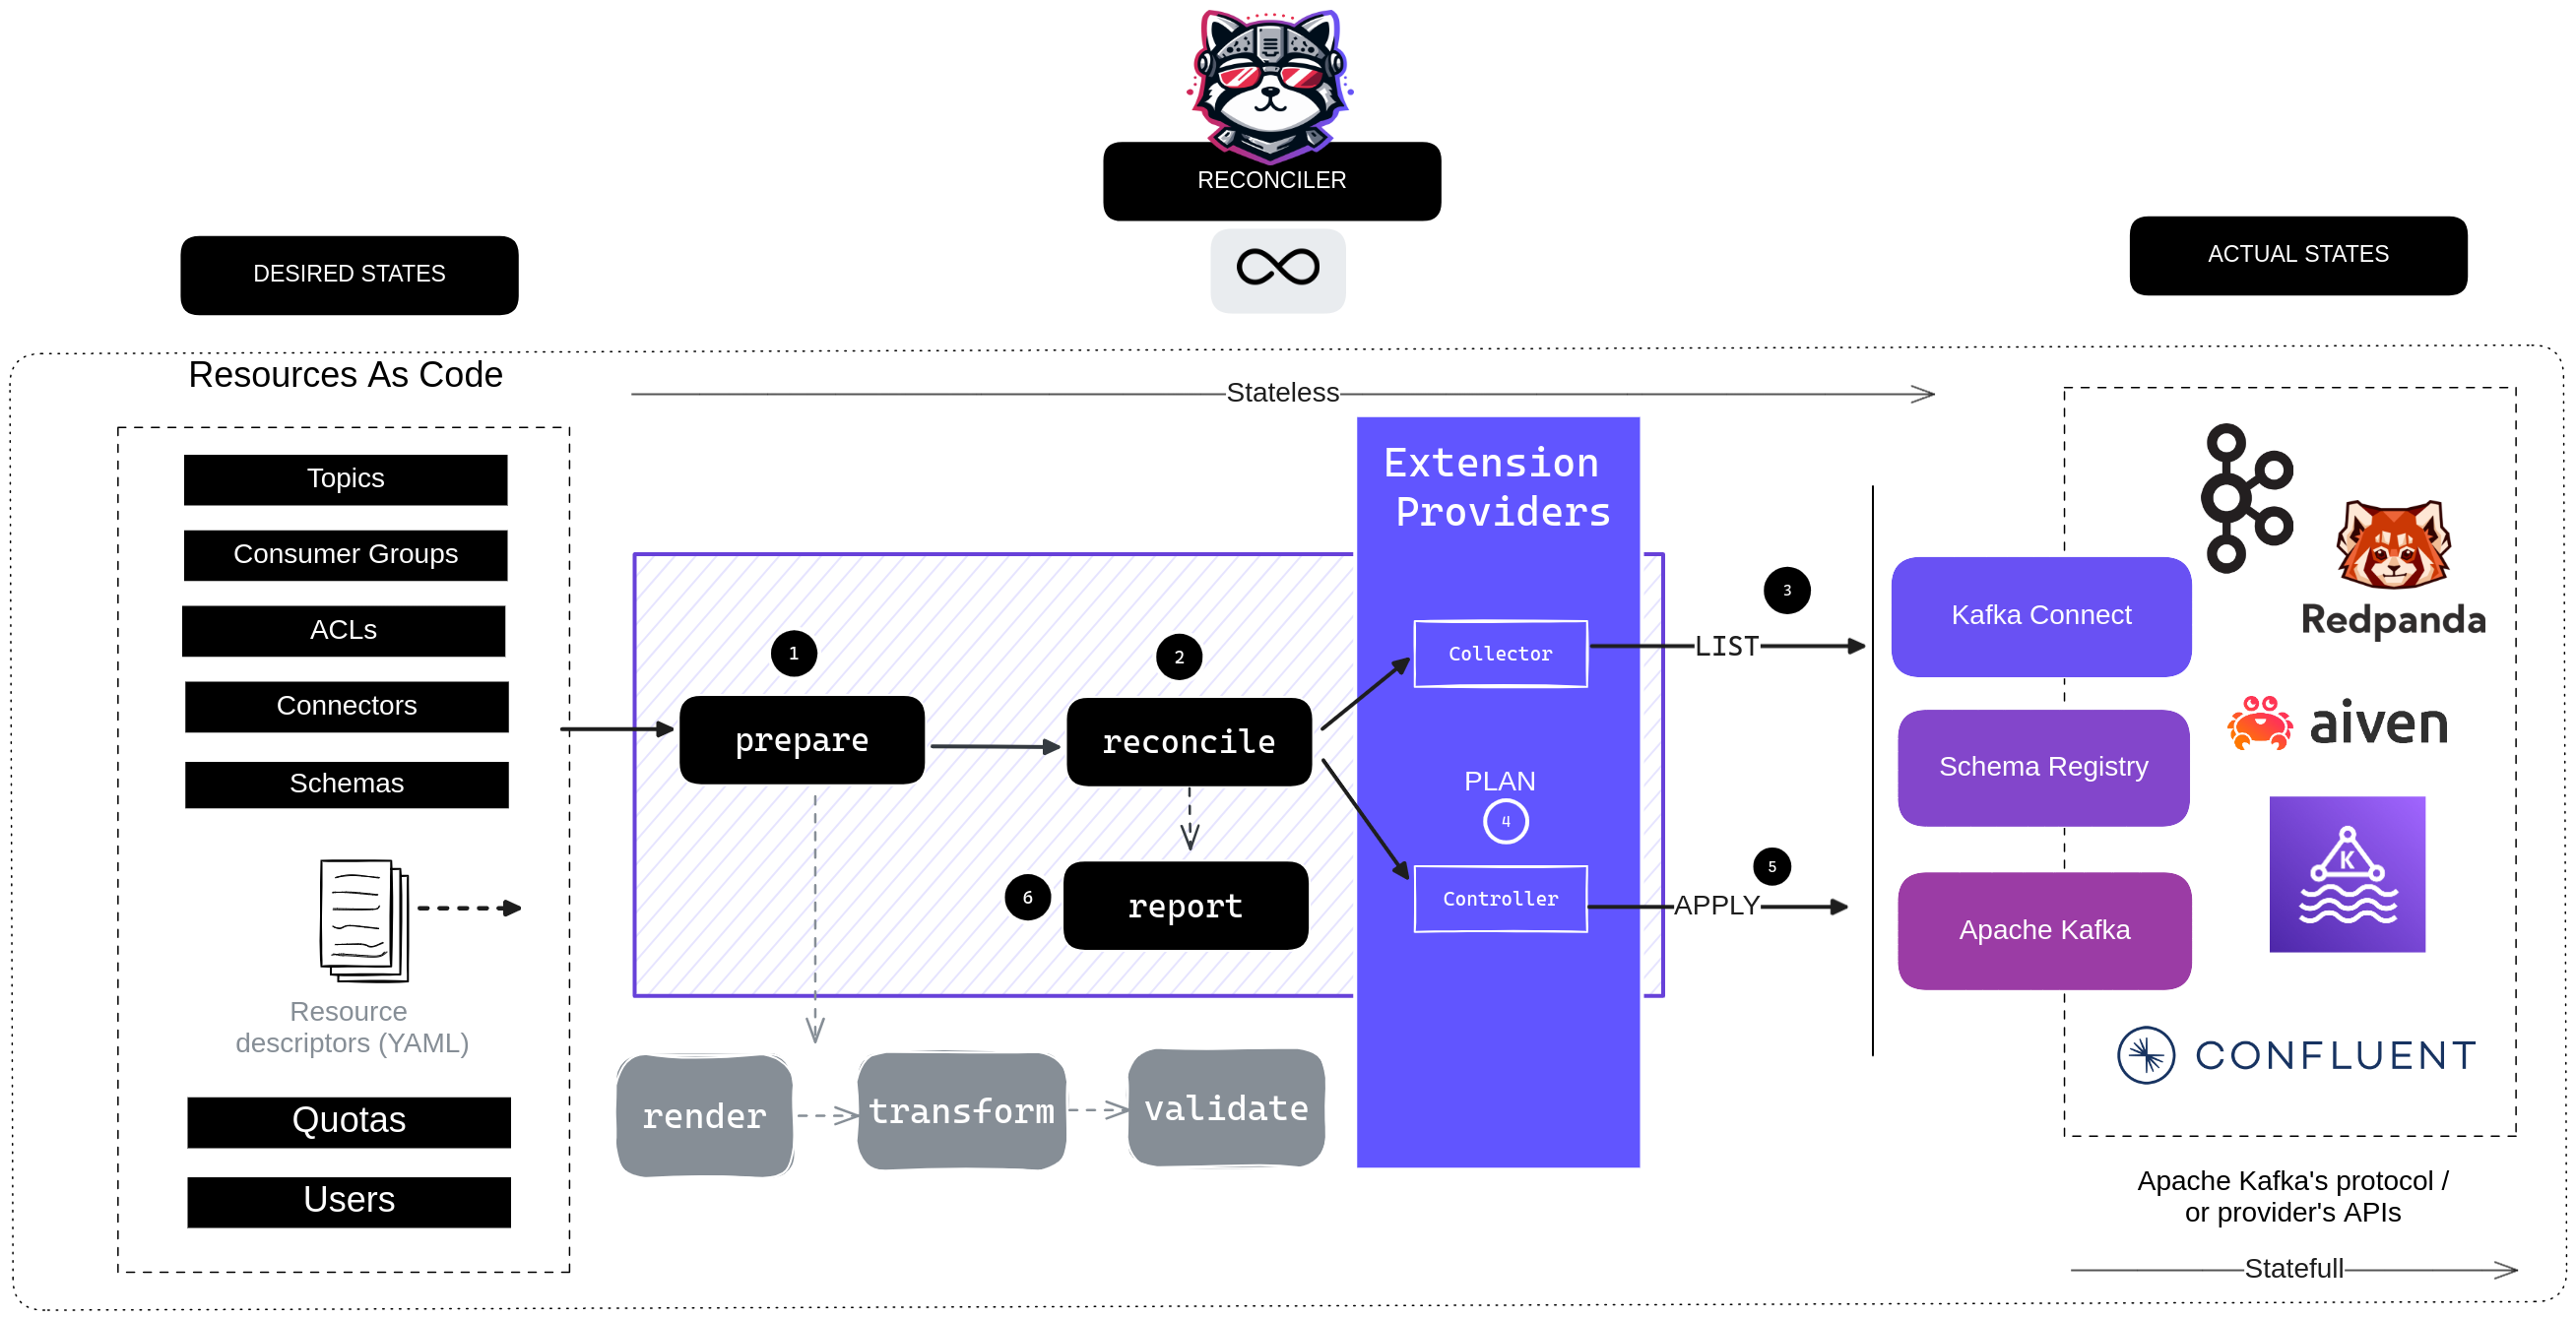 RECONCILER
DESIRED STATES
ACTUAL STATES
Resources As Code
Stateless
Topics
Consumer Groups
ACLs
Connectors
Schemas
Resource
descriptors (YAML)
Quotas
Users
1
prepare
2
reconcile
6
report
render
transform
validate
Extension
Providers
Collector
PLAN
4
Controller
3
LIST
5
APPLY
Kafka Connect
Schema Registry
Apache Kafka
Redpanda
aiven
K
CONFLUENT
Apache Kafka's protocol /
or provider's APIs
Statefull